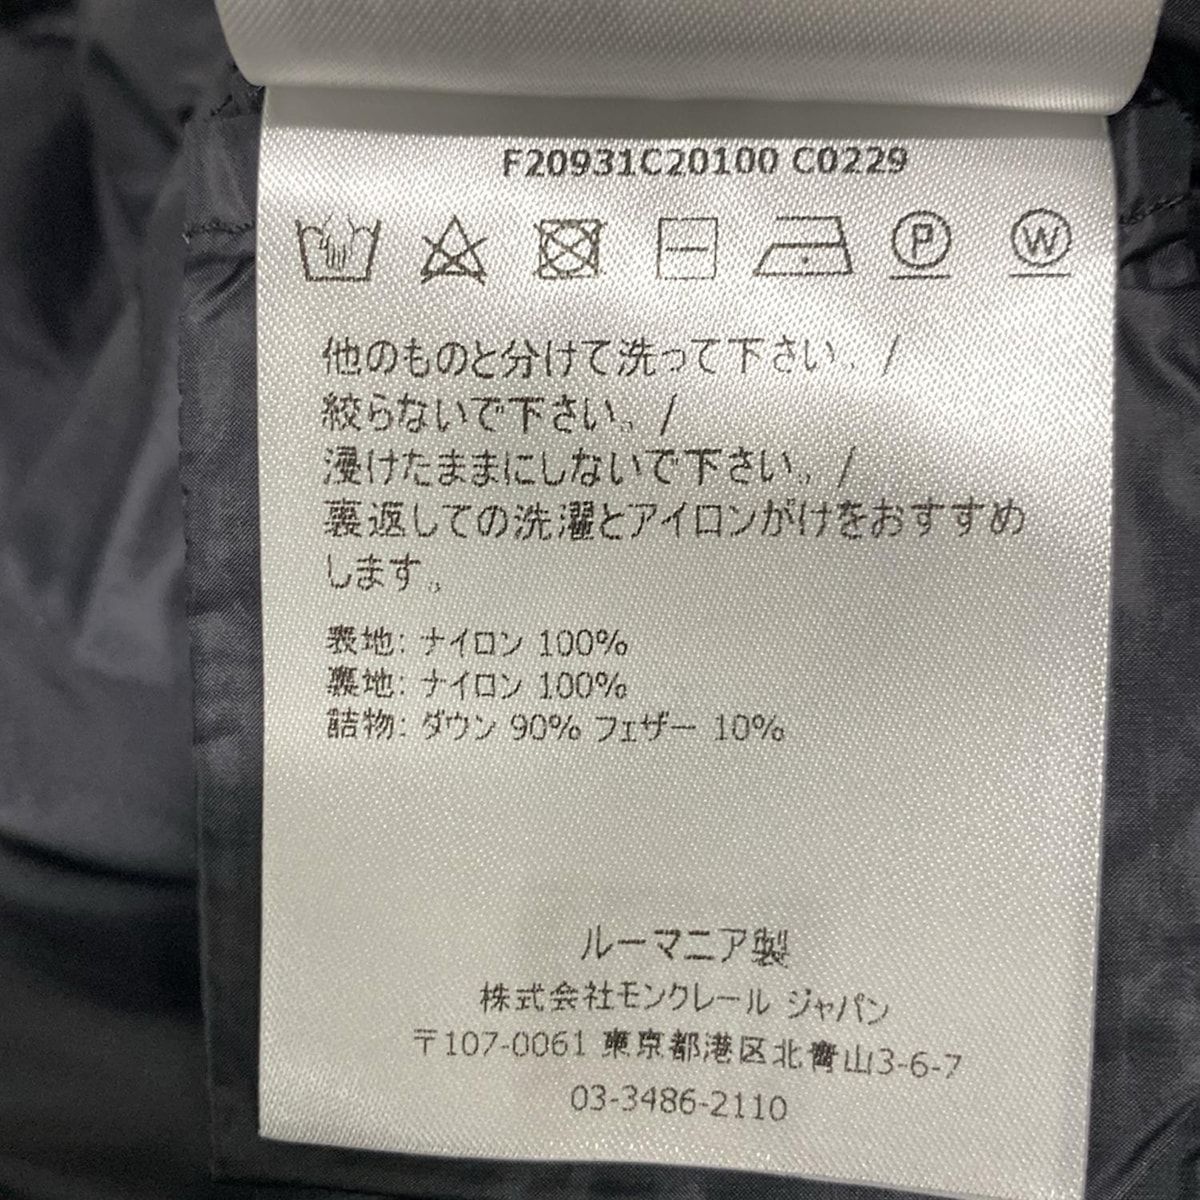 F20931C20100 C0229
P W
他のものと分けて洗って下さい。/
絞らないで下さい。/
浸けたままにしないで下さい。/
裏返しての洗濯とアイロンがけをおすすめ
します。
表地: ナイロン 100%
裏地: ナイロン 100%
詰物: ダウン 90% フェザー 10%
ルーマニア製
株式会社モンクレール ジャパン
〒107-0061 東京都港区北青山3-6-7
03-3486-2110